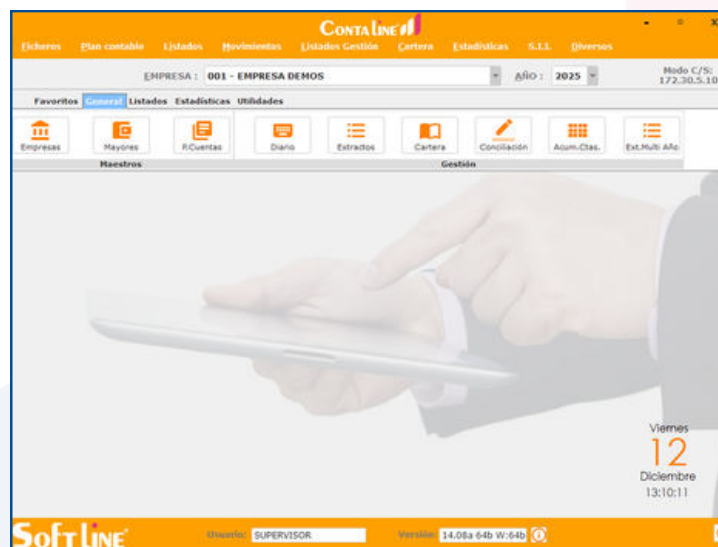 CONTALINE
Ficheros Plan contable Listados Movimientos Listados Gestión Cartera Estadísticas S.I.I. Diversos
EMPRESA : 001 - EMPRESA DEMOS Año : 2025 Modo C/S:
172.30.5.10
Favoritos General Listados Estadísticas Utilidades
Empresas Mayores P.Cuentas Diario Extractos Cartera Conciliación Acum.Ctas. Ext.Multi Año
Maestros Gestión
Viernes
12
Diciembre
13:10:11
SOFTLINE Usuario: SUPERVISOR Versión: 14.08a 64b W:64b